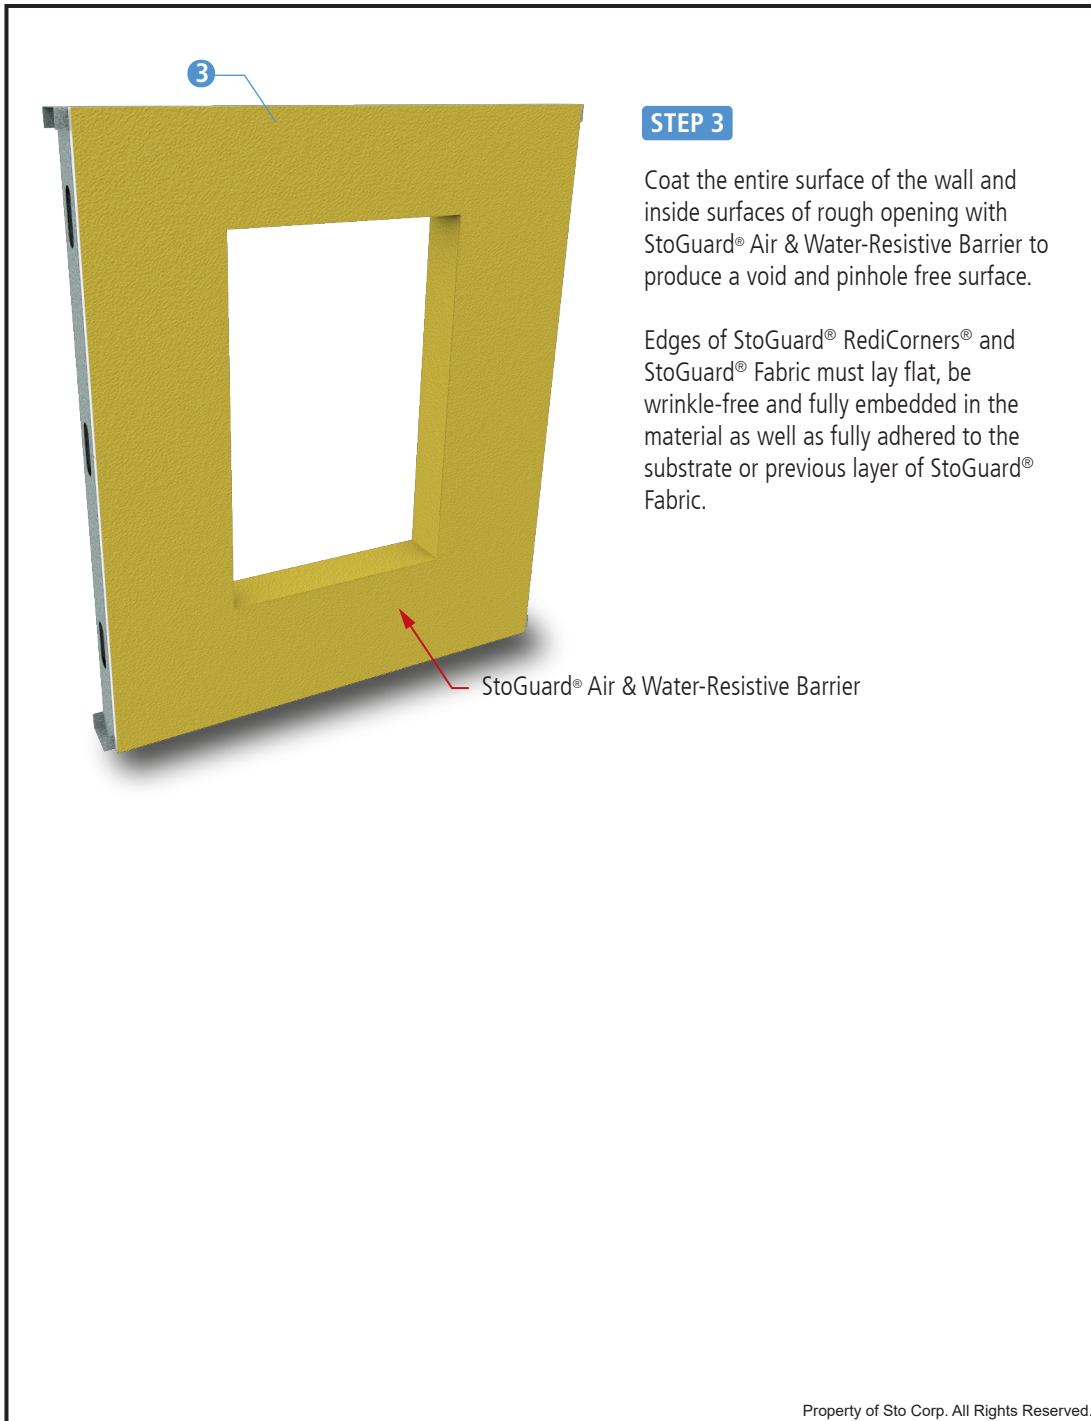 3
STEP 3
Coat the entire surface of the wall and
inside surfaces of rough opening with
StoGuard® Air & Water-Resistive Barrier to
produce a void and pinhole free surface.
Edges of StoGuard® RediCorners® and
StoGuard® Fabric must lay flat, be
wrinkle-free and fully embedded in the
material as well as fully adhered to the
substrate or previous layer of StoGuard®
Fabric.
StoGuard® Air & Water-Resistive Barrier
Property of Sto Corp. All Rights Reserved.